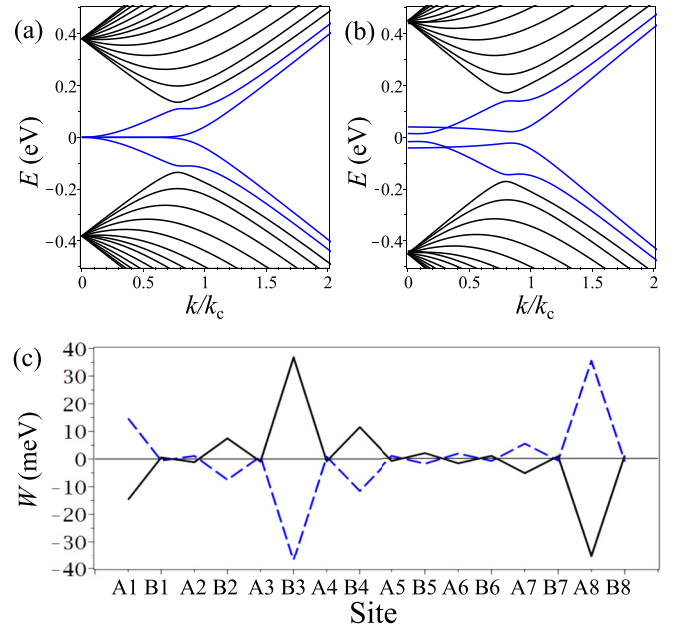 (a)
(b)
0.4
0.2
0
-0.2
-0.4
E (eV)
0 0.5 1 1.5 2
k/kc
0.4
0.2
0
-0.2
-0.4
E (eV)
0 0.5 1 1.5 2
k/kc
(c)
40
30
20
10
0
-10
-20
-30
-40
W (meV)
A1 B1 A2 B2 A3 B3 A4 B4 A5 B5 A6 B6 A7 B7 A8 B8
Site